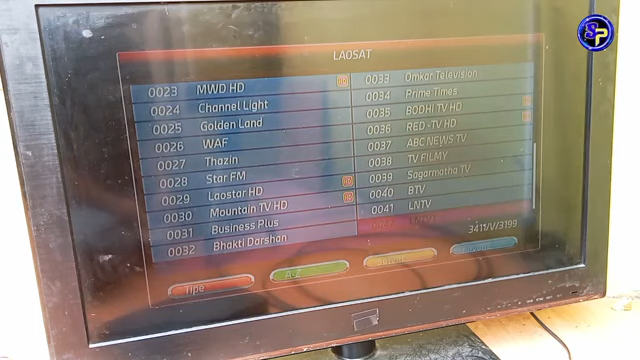 SP
LAOSAT
0023 MWD HD
0024 Channel Light
0025 Golden Land
0026 WAF
0027 Thazin
0028 Star FM
0029 Laostar HD
0030 Mountain TV HD
0031 Business Plus
0032 Bhakti Darshan
0033 Omkar Television
0034 Prime Times
0035 BODHI TV HD
0036 RED -TV HD
0037 ABC NEWS TV
0038 TV FILMY
0039 Sagarmatha TV
0040 BTV
0041 LNTV
3411/V/3199
Tipe
A-Z